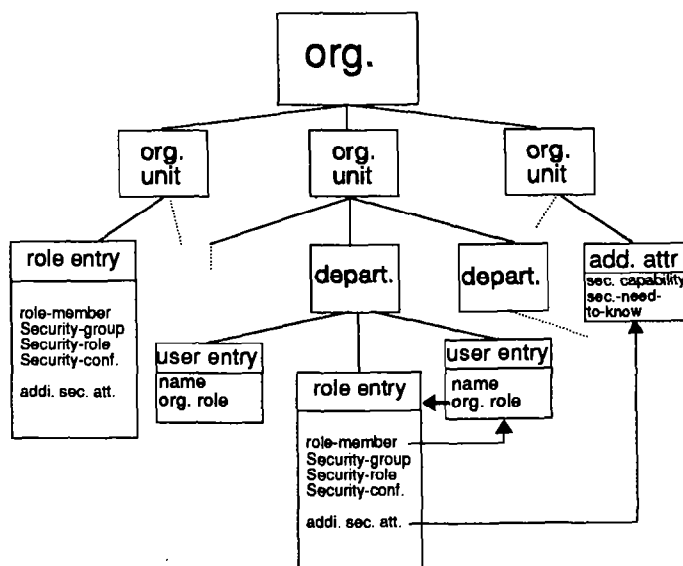 org.
org.
unit
org.
unit
org.
unit
role entry
role-member
Security-group
Security-role
Security-conf.
addi. sec. att.
depart.
depart.
add. attr
sec. capability
sec.-need-
to-know
user entry
name
org. role
user entry
name
org. role
role entry
role-member
Security-group
Security-role
Security-conf.
addi. sec. att.